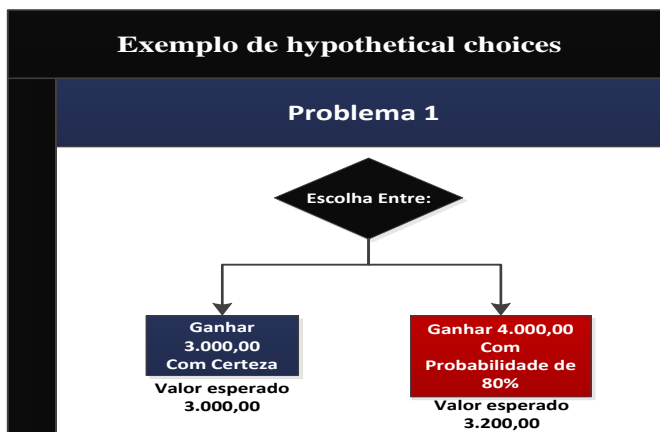 Exemplo de hypothetical choices
Problema 1
Escolha Entre:
Ganhar
3.000,00
Com Certeza
Valor esperado
3.000,00
Ganhar 4.000,00
Com
Probabilidade de
80%
Valor esperado
3.200,00